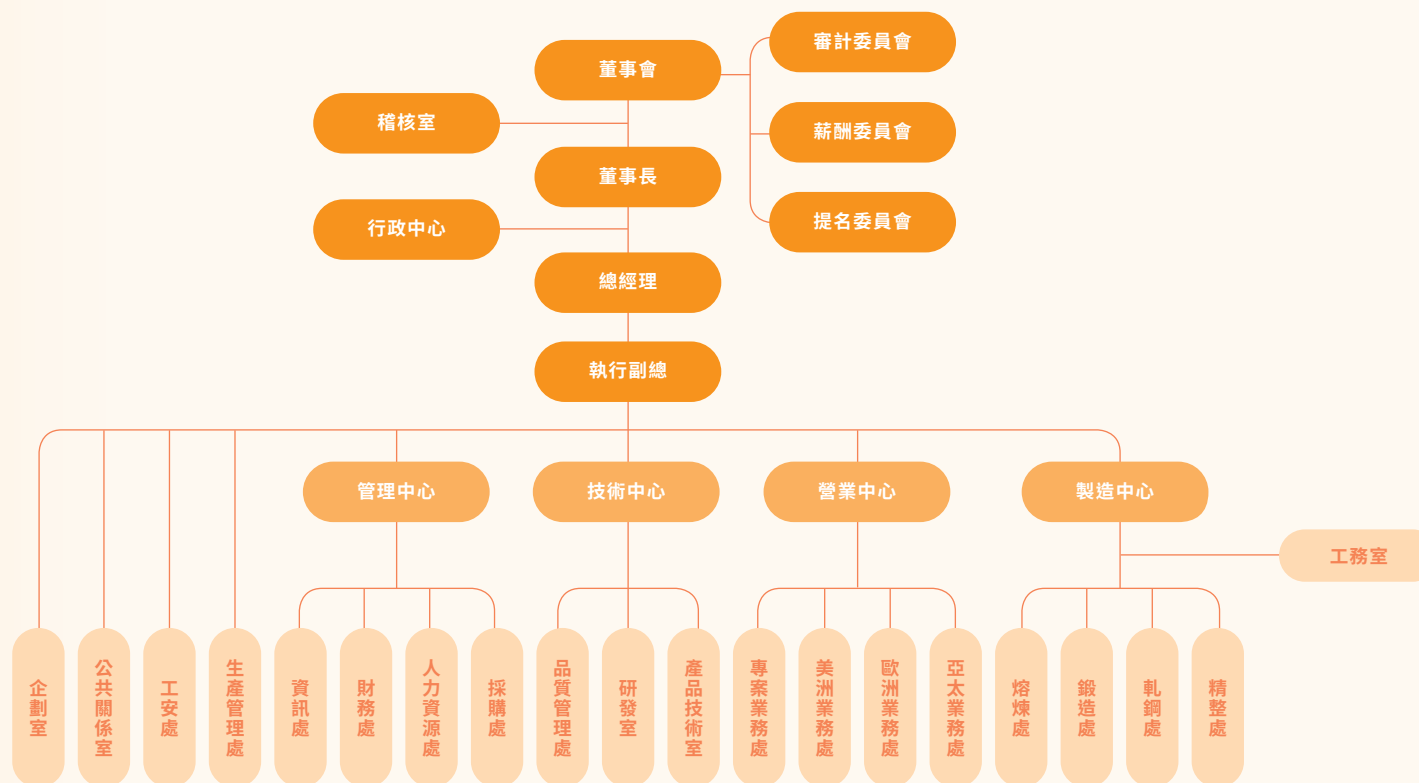 董事會
審計委員會
稽核室
薪酬委員會
董事長
提名委員會
行政中心
總經理
執行副總
管理中心
技術中心
營業中心
製造中心
工務室
企劃室
公共關係室
工安處
生產管理處
資訊處
財務處
人力資源處
採購處
品質管理處
研發室
產品技術室
專案業務處
美洲業務處
歐洲業務處
亞太業務處
熔煉處
鍛造處
軋鋼處
精整處